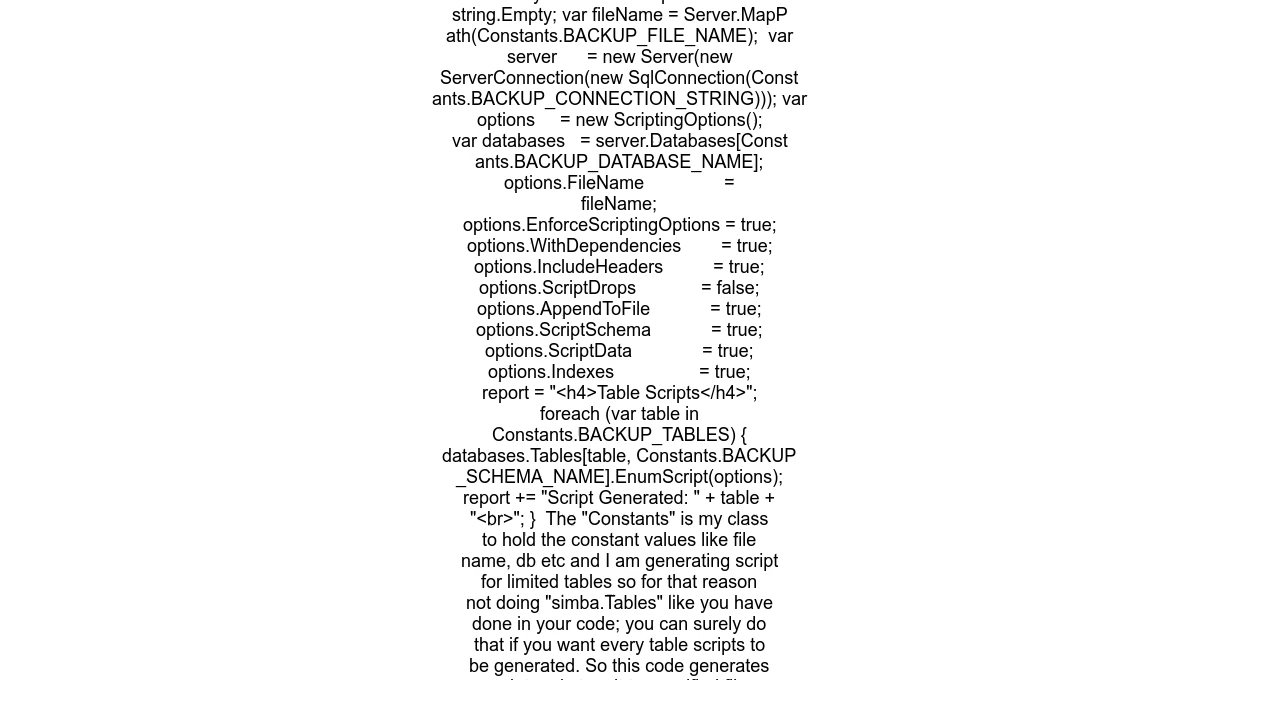 string.Empty; var fileName = Server.MapP
ath(Constants.BACKUP_FILE_NAME);  var
server      = new Server(new
ServerConnection(new SqlConnection(Const
ants.BACKUP_CONNECTION_STRING))); var
options     = new ScriptingOptions();
var databases   = server.Databases[Const
ants.BACKUP_DATABASE_NAME];
options.FileName                =
fileName;
options.EnforceScriptingOptions = true;
options.WithDependencies        = true;
options.IncludeHeaders          = true;
options.ScriptDrops             = false;
options.AppendToFile            = true;
options.ScriptSchema            = true;
options.ScriptData              = true;
options.Indexes                 = true;
report = "<h4>Table Scripts</h4>";
foreach (var table in
Constants.BACKUP_TABLES) {
databases.Tables[table, Constants.BACKUP
_SCHEMA_NAME].EnumScript(options);
report += "Script Generated: " + table +
"<br>"; }  The "Constants" is my class
to hold the constant values like file
name, db etc and I am generating script
for limited tables so for that reason
not doing "simba.Tables" like you have
done in your code; you can surely do
that if you want every table scripts to
be generated. So this code generates